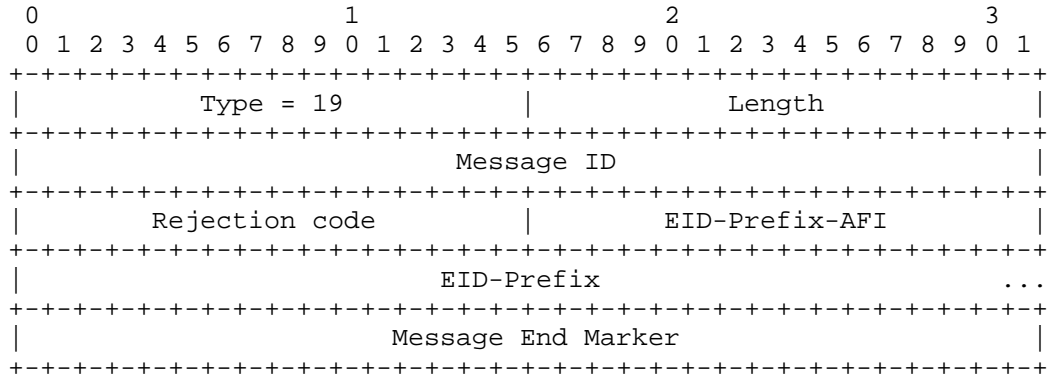 0 1 2 3
0 1 2 3 4 5 6 7 8 9 0 1 2 3 4 5 6 7 8 9 0 1 2 3 4 5 6 7 8 9 0 1
+-+-+-+-+-+-+-+-+-+-+-+-+-+-+-+-+-+-+-+-+-+-+-+-+-+-+-+-+-+-+-+-+
| Type = 19 | Length |
+-+-+-+-+-+-+-+-+-+-+-+-+-+-+-+-+-+-+-+-+-+-+-+-+-+-+-+-+-+-+-+-+
| Message ID |
+-+-+-+-+-+-+-+-+-+-+-+-+-+-+-+-+-+-+-+-+-+-+-+-+-+-+-+-+-+-+-+-+
| Rejection code | EID-Prefix-AFI |
+-+-+-+-+-+-+-+-+-+-+-+-+-+-+-+-+-+-+-+-+-+-+-+-+-+-+-+-+-+-+-+-+
| EID-Prefix ...
+-+-+-+-+-+-+-+-+-+-+-+-+-+-+-+-+-+-+-+-+-+-+-+-+-+-+-+-+-+-+-+-+
| Message End Marker |
+-+-+-+-+-+-+-+-+-+-+-+-+-+-+-+-+-+-+-+-+-+-+-+-+-+-+-+-+-+-+-+-+